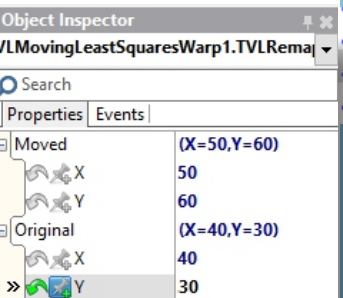 Object Inspector
VLMovingLeastSquaresWarp1.TVLRemap
Search
Properties Events
Moved (X=50,Y=60)
X 50
Y 60
Original (X=40,Y=30)
X 40
Y 30